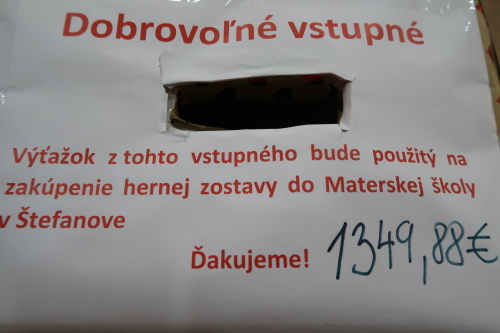 Dobrovoľné vstupné
Výťažok z tohto vstupného bude použitý na
zakúpenie hernej zostavy do Materskej školy
v Štefanove
Ďakujeme! 1349,88€